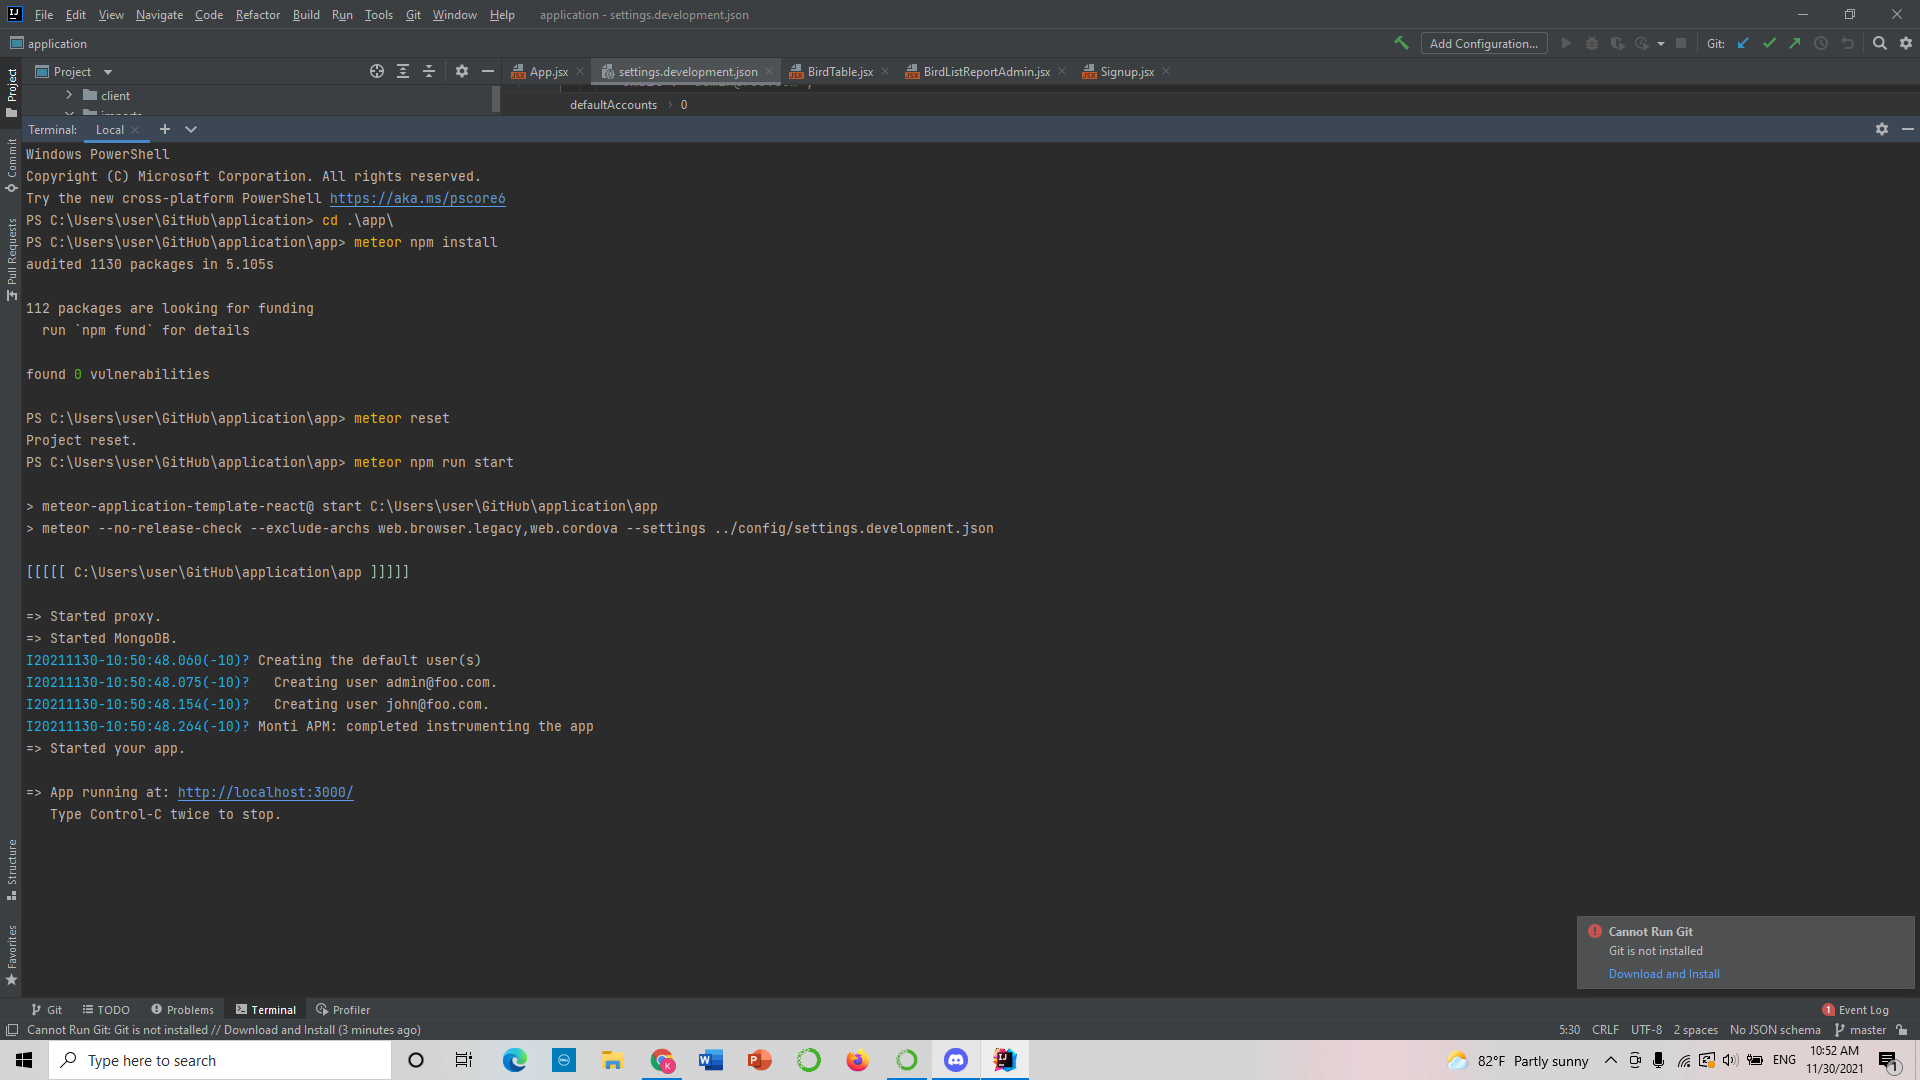 File Edit View Navigate Code Refactor Build Run Tools Git Window Help application - settings.development.json
application Add Configuration... Git:
Project App.jsx settings.development.json BirdTable.jsx BirdListReportAdmin.jsx Signup.jsx
client defaultAccounts 0
imports
Terminal: Local
Windows PowerShell
Copyright (C) Microsoft Corporation. All rights reserved.
Try the new cross-platform PowerShell https://aka.ms/pscore6
PS C:\Users\user\GitHub\application> cd .\app\
PS C:\Users\user\GitHub\application\app> meteor npm install
audited 1130 packages in 5.105s
112 packages are looking for funding
run `npm fund` for details
found 0 vulnerabilities
PS C:\Users\user\GitHub\application\app> meteor reset
Project reset.
PS C:\Users\user\GitHub\application\app> meteor npm run start
> meteor-application-template-react@ start C:\Users\user\GitHub\application\app
> meteor --no-release-check --exclude-archs web.browser.legacy,web.cordova --settings ../config/settings.development.json
[[[[[ C:\Users\user\GitHub\application\app ]]]]]
=> Started proxy.
=> Started MongoDB.
I20211130-10:50:48.060(-10)? Creating the default user(s)
I20211130-10:50:48.075(-10)?   Creating user admin@foo.com.
I20211130-10:50:48.154(-10)?   Creating user john@foo.com.
I20211130-10:50:48.264(-10)? Monti APM: completed instrumenting the app
=> Started your app.
=> App running at: http://localhost:3000/
Type Control-C twice to stop.
Project
Commit
Pull Requests
Structure
Favorites
Cannot Run Git
Git is not installed
Download and Install
Git TODO Problems Terminal Profiler 1 Event Log
Cannot Run Git: Git is not installed // Download and Install (3 minutes ago) 5:30 CRLF UTF-8 2 spaces No JSON schema master
Type here to search 82°F Partly sunny ENG 10:52 AM
11/30/2021 1